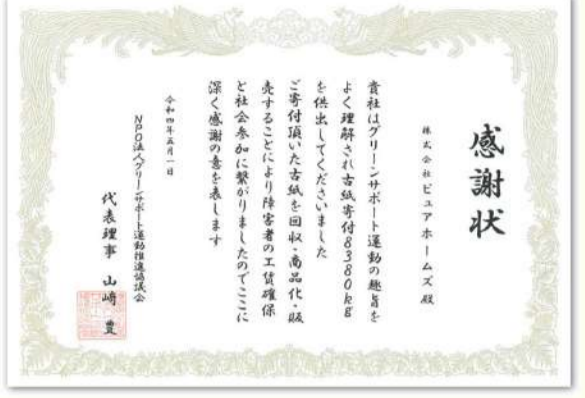 感謝状
株式会社ピュアホームズ殿
貴社はグリーンサポート運動の趣旨を
よく理解され古紙寄付8380kg
を供出してくださいました
ご寄付頂いた古紙を回収・商品化・販
売することにより障害者の工賃確保
と社会参加に繋がりましたのでここに
深く感謝の意を表します
令和四年五月一日
NPO法人グリーンサポート運動推進協議会
代表理事 山崎 豊